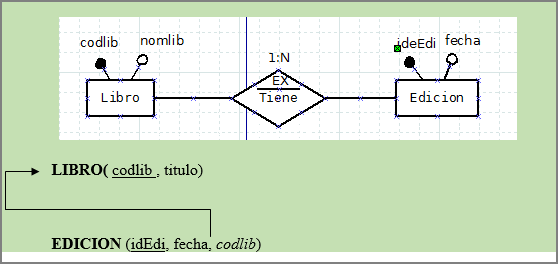 codlib nomlib 1:N ideEdi fecha
EX
Libro Tiene Edicion
LIBRO( codlib , titulo)
EDICION (idEdi, fecha, codlib)